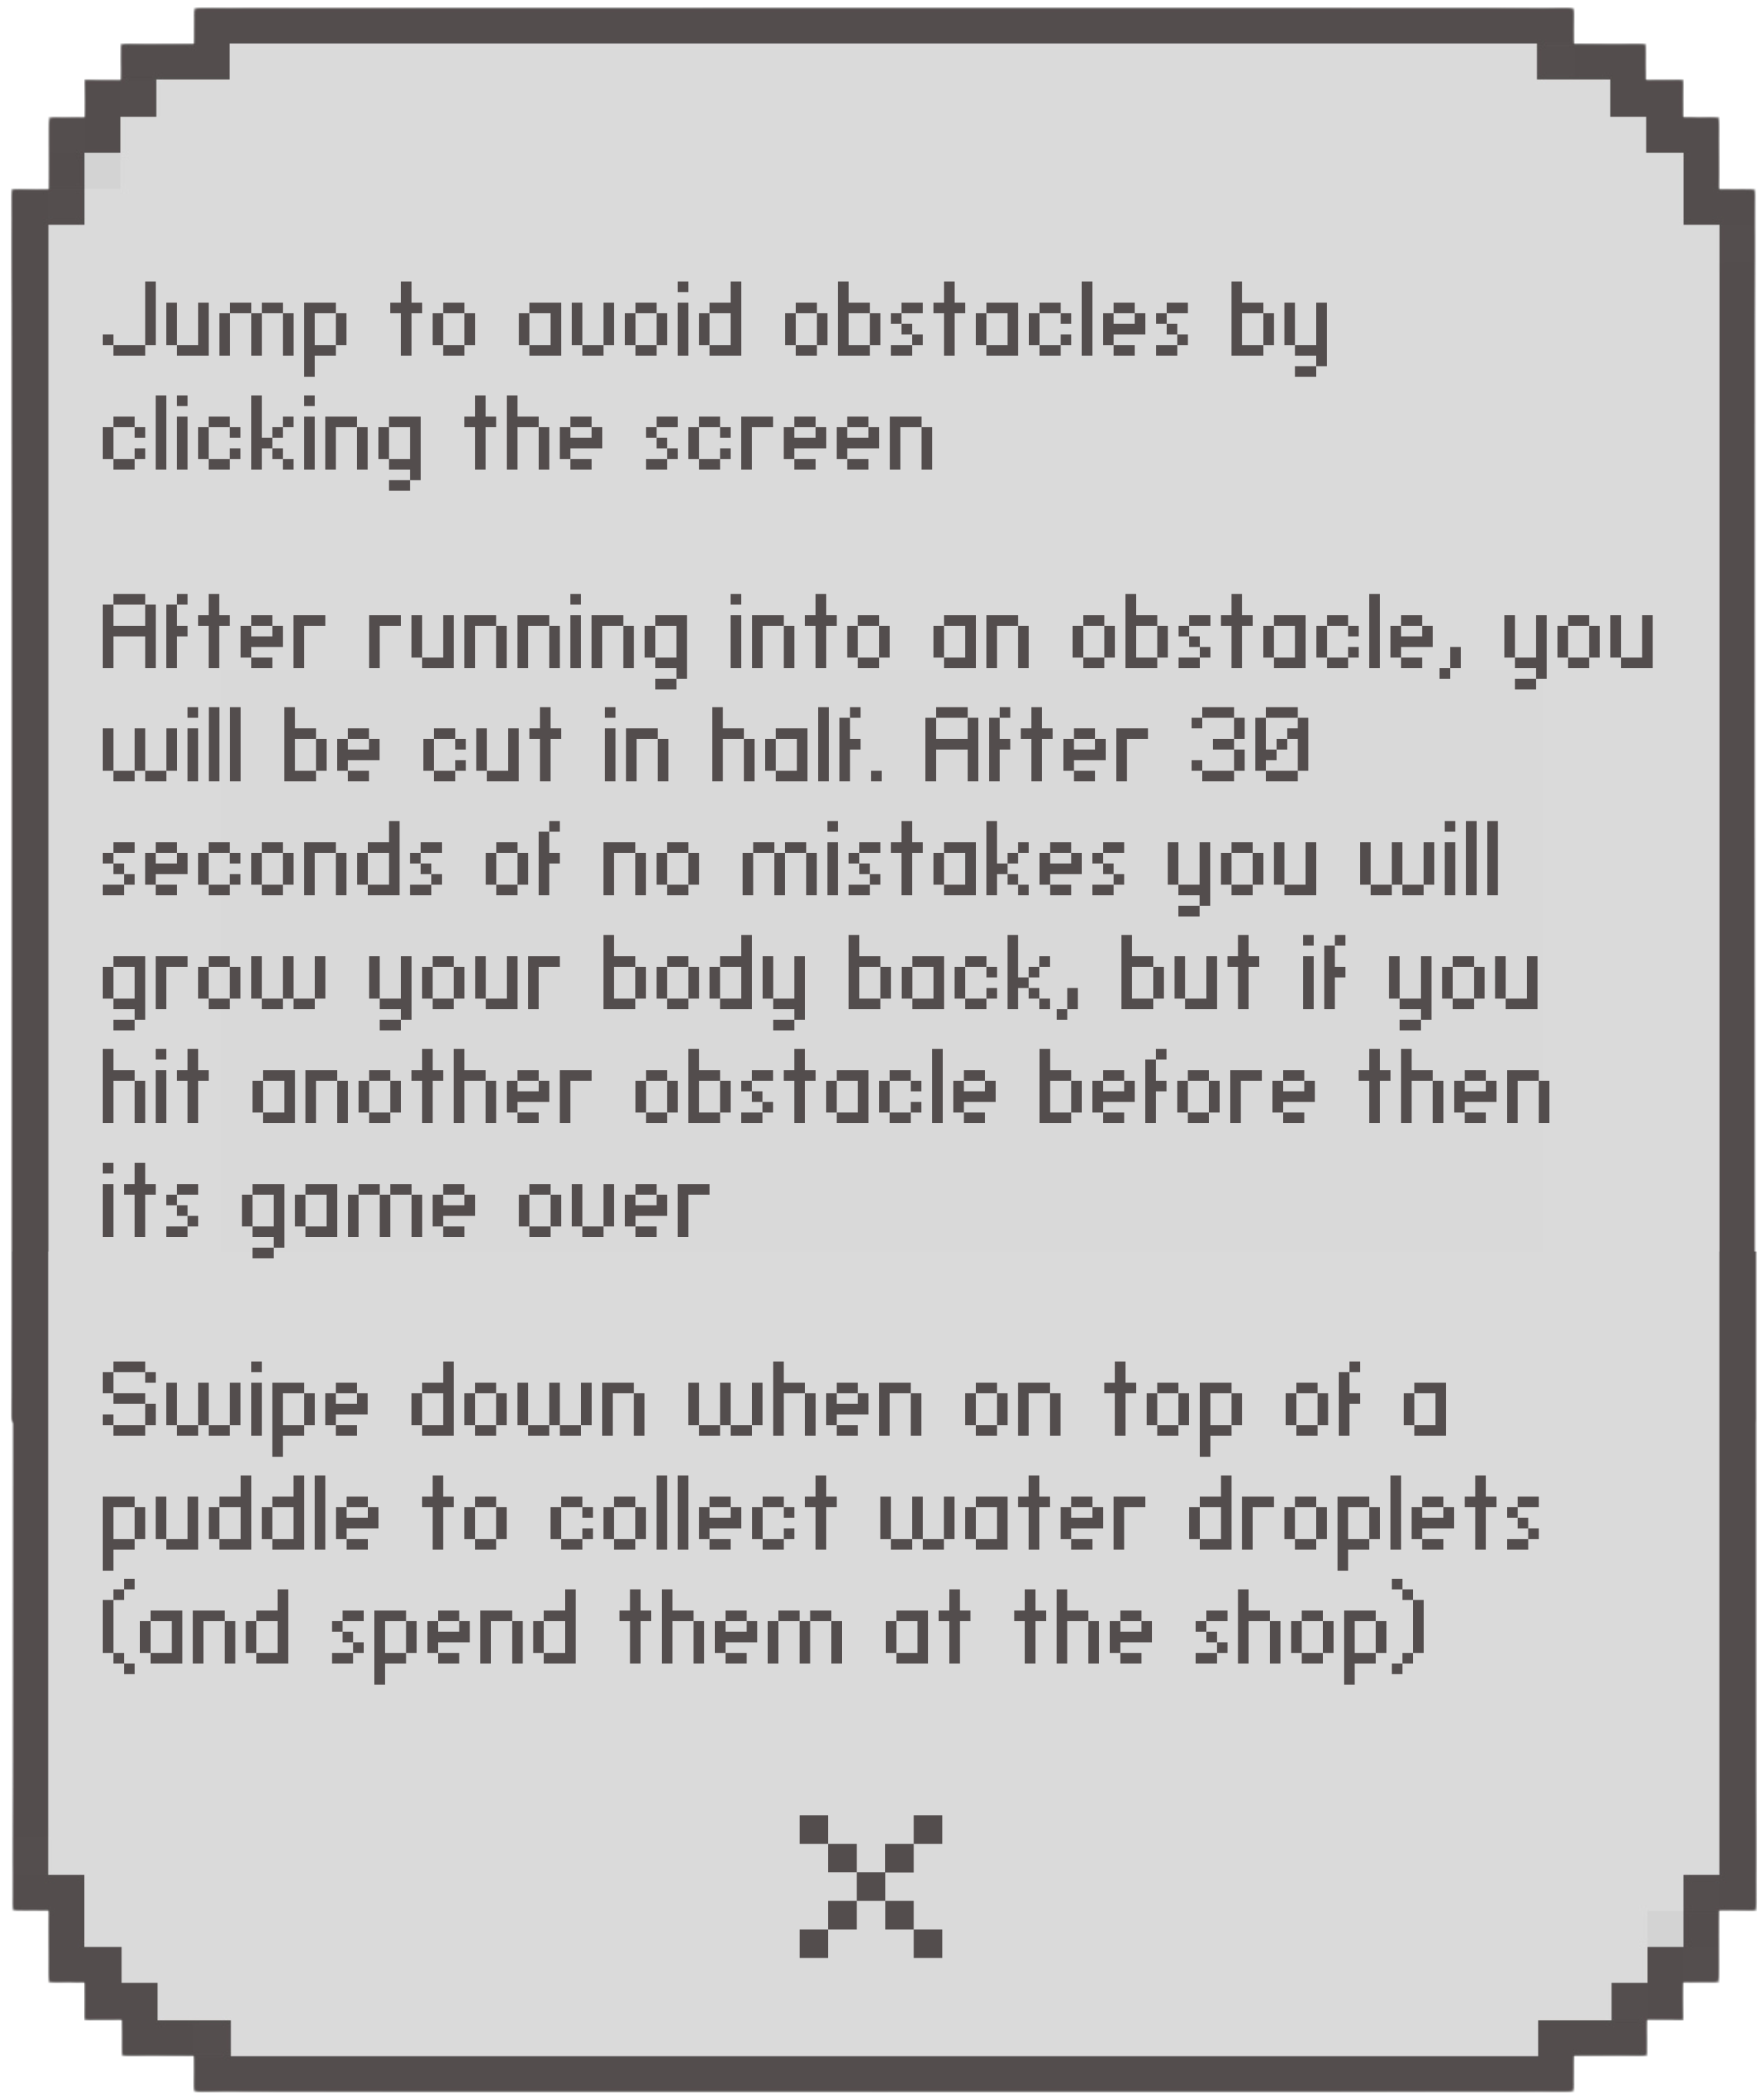 Jump to avoid obstacles by
clicking the screen
After running into an obstacle, you
will be cut in half. After 30
seconds of no mistakes you will
grow your body back, but if you
hit another obstacle before then
its game over
Swipe down when on top of a
puddle to collect water droplets
(and spend them at the shop)